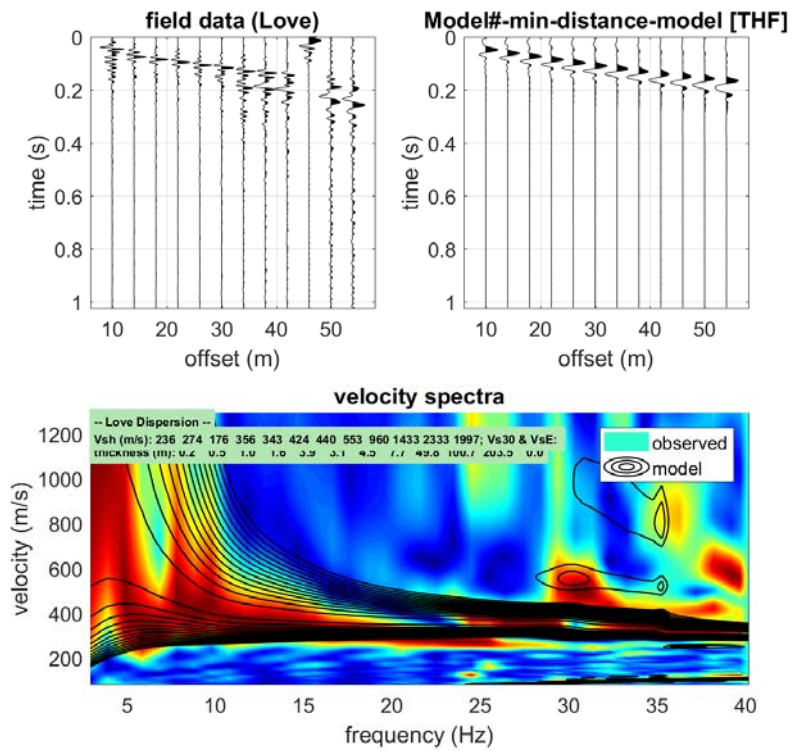 field data (Love)
Model#-min-distance-model [THF]
0
0.2
0.4
0.6
0.8
1
time (s)
10
20
30
40
50
offset (m)
0
0.2
0.4
0.6
0.8
1
time (s)
10
20
30
40
50
offset (m)
velocity spectra
-- Love Dispersion --
Vsh (m/s): 236 274 176 356 343 424 440 553 960 1433 2333 1997; Vs30 & VsE:
thickness (m): 0.2 0.5 1.0 1.6 3.9 3.1 4.5 7.7 49.8 100.7 203.5 0.0
observed
model
1200
1000
800
600
400
200
velocity (m/s)
5
10
15
20
25
30
35
40
frequency (Hz)